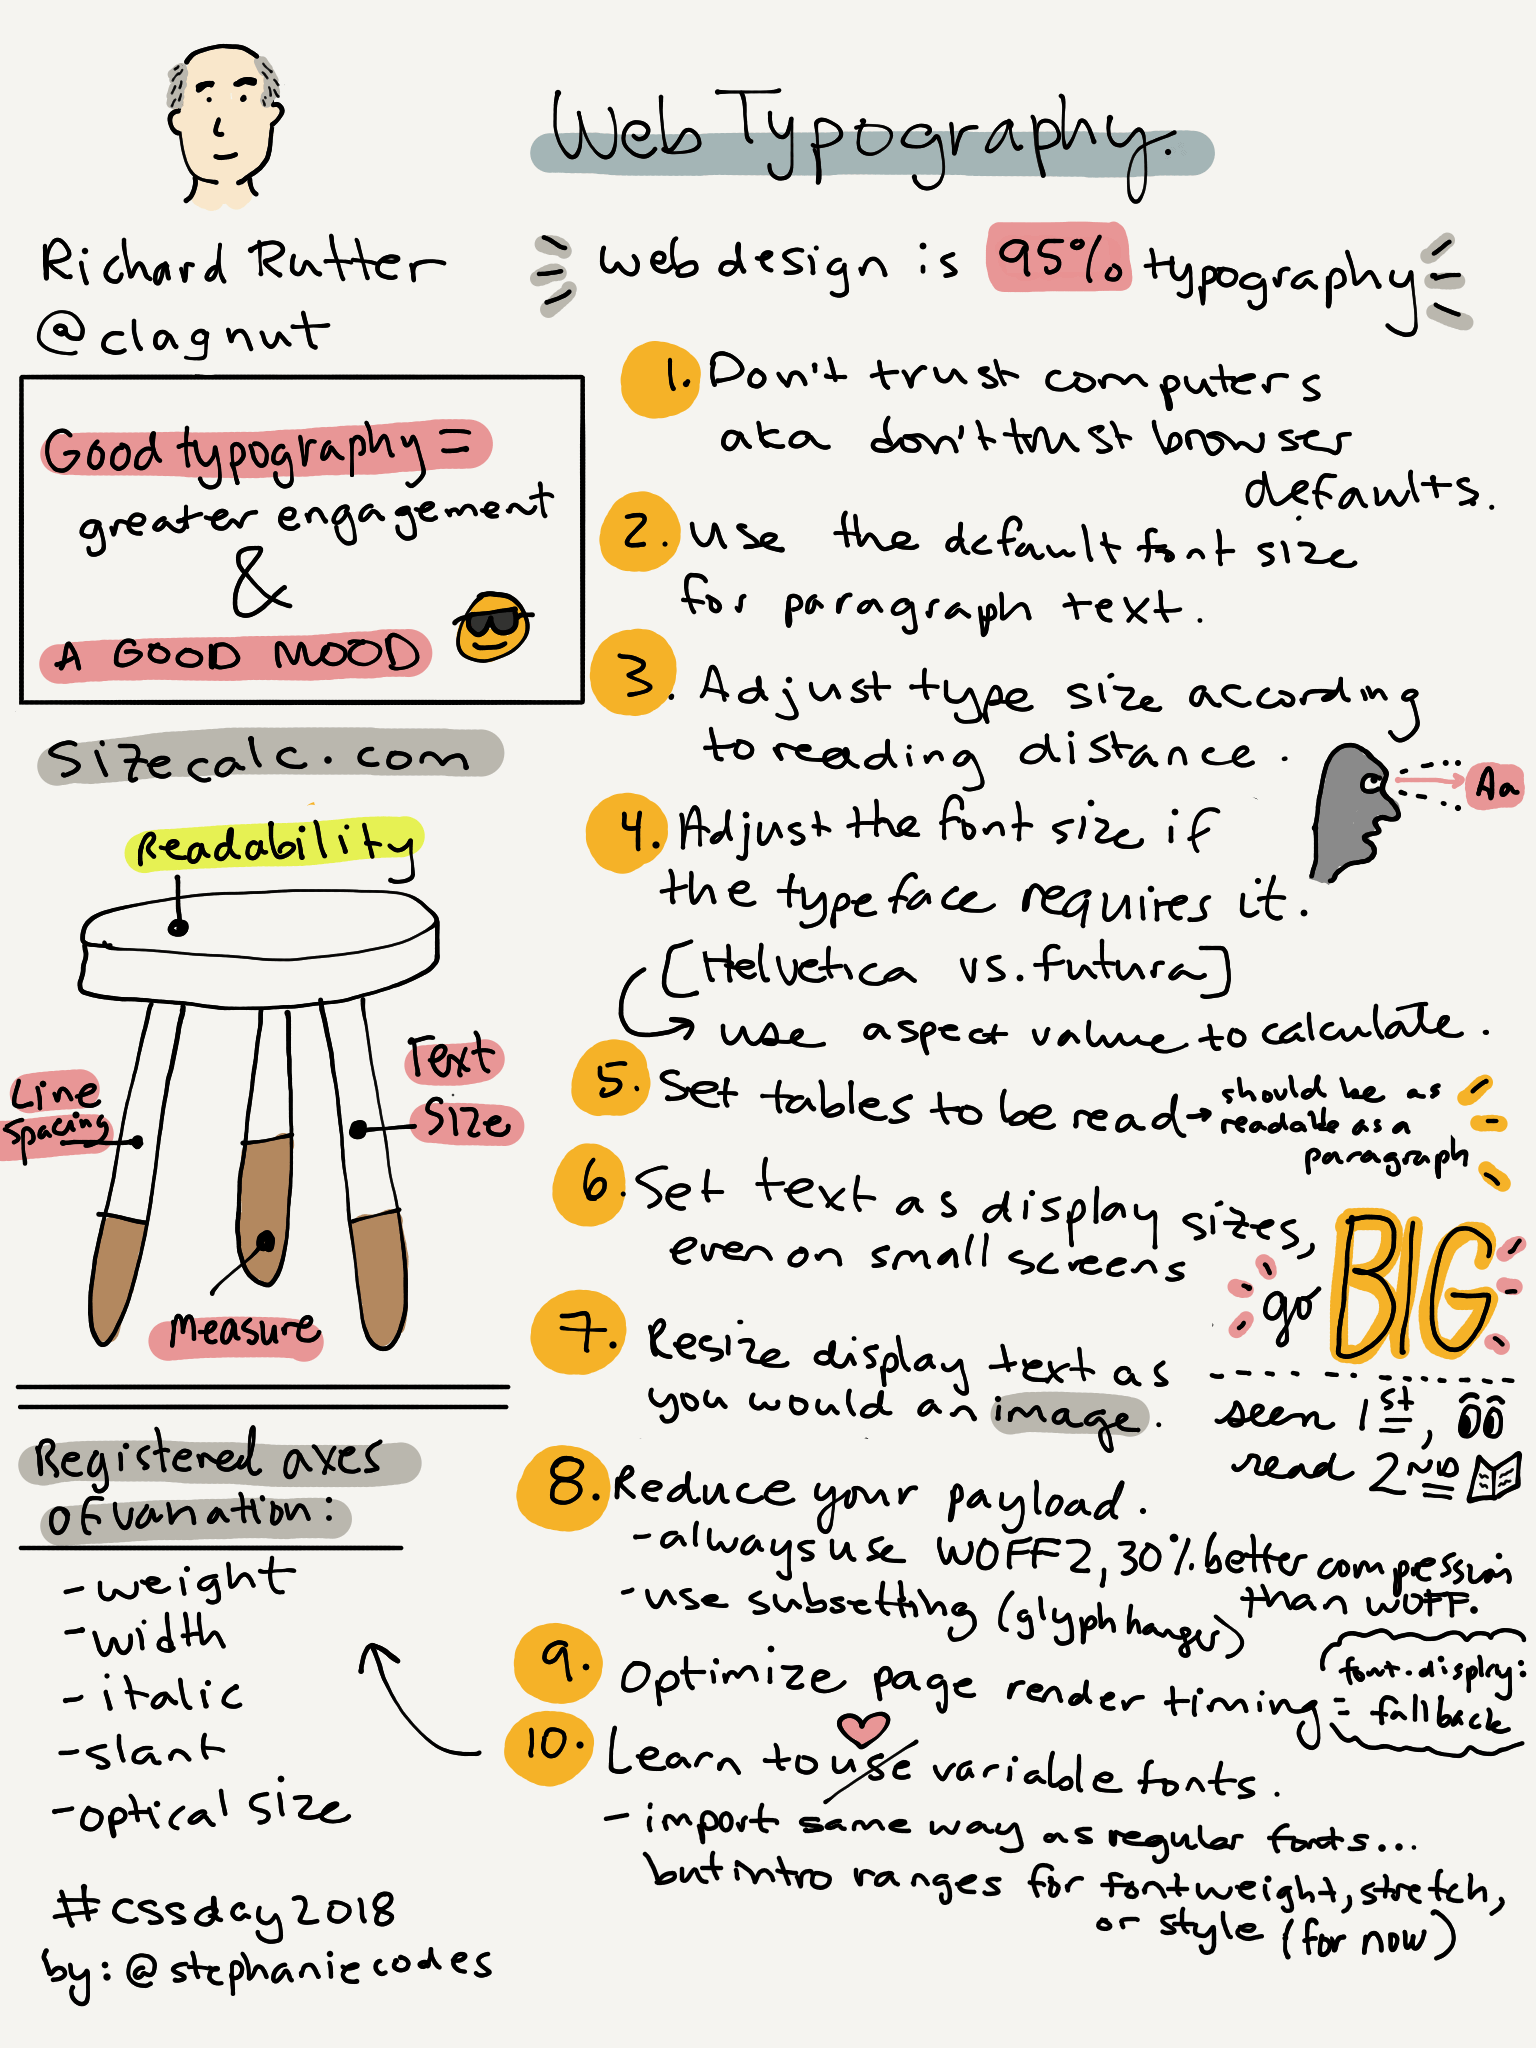 Web Typography.
Richard Rutter
@clagnut
web design is 95% typography
Good typography =
greater engagement
&
A GOOD MOOD
Sizecalc.com
Readability
Line
Spacing
Text
Size
Measure
Registered axes
of variation:
- weight
- width
- italic
- slant
- optical size
#cssday2018
by: @stephaniecodes
1. Don't trust computers
aka don't trust browser
defaults.
2. Use the default font size
for paragraph text.
3. Adjust type size according
to reading distance.
Aa
4. Adjust the font size if
the typeface requires it.
[Helvetica vs. futura]
use aspect value to calculate.
5. Set tables to be read → should be as
readable as a
paragraph
6. Set text as display sizes,
even on small screens
go BIG
seen 1st,
read 2ND
7. Resize display text as
you would an image.
8. Reduce your payload.
- always use WOFF2, 30% better compression
than WOFF.
- use subsetting (glyphhanger)
9. Optimize page render timing
font-display:
= fallback
10. Learn to use variable fonts.
- import same way as regular fonts...
but intro ranges for font weight, stretch,
or style (for now)